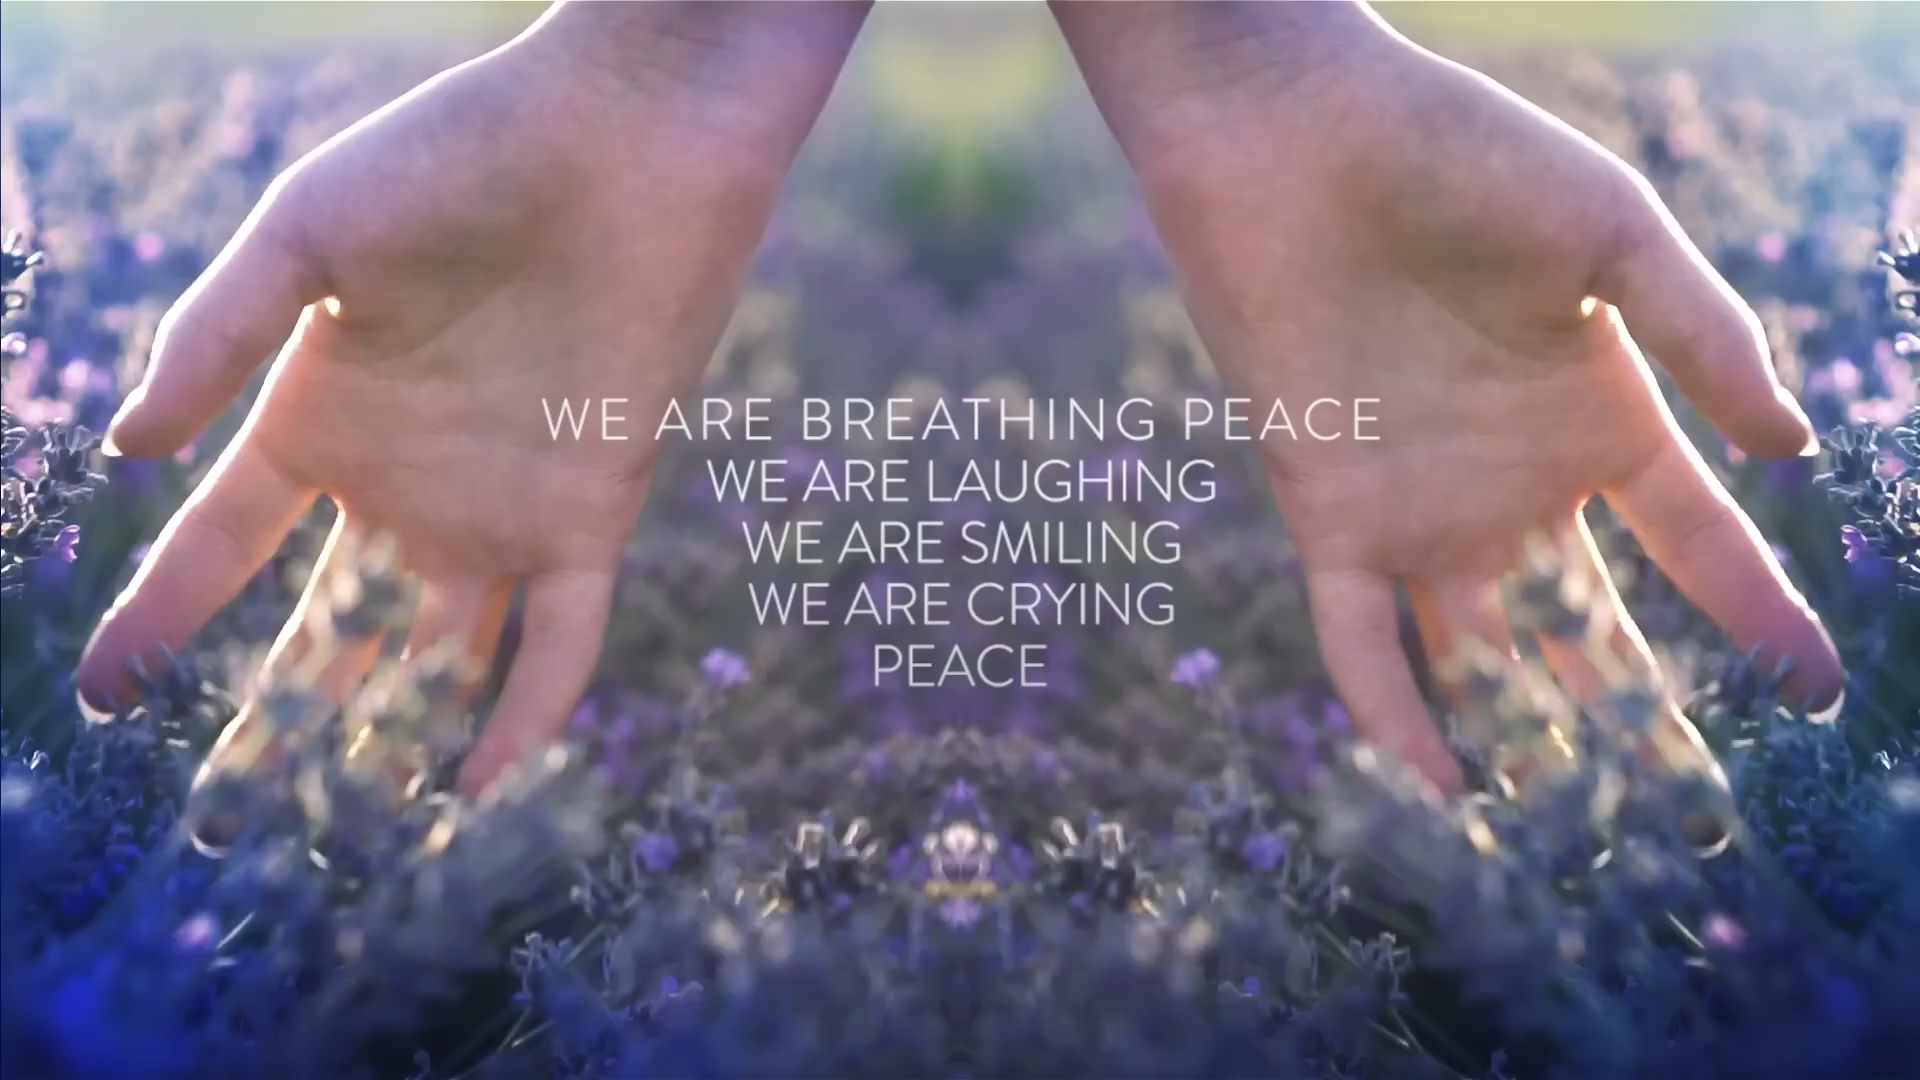 WE ARE BREATHING PEACE
WE ARE LAUGHING
WE ARE SMILING
WE ARE CRYING
PEACE